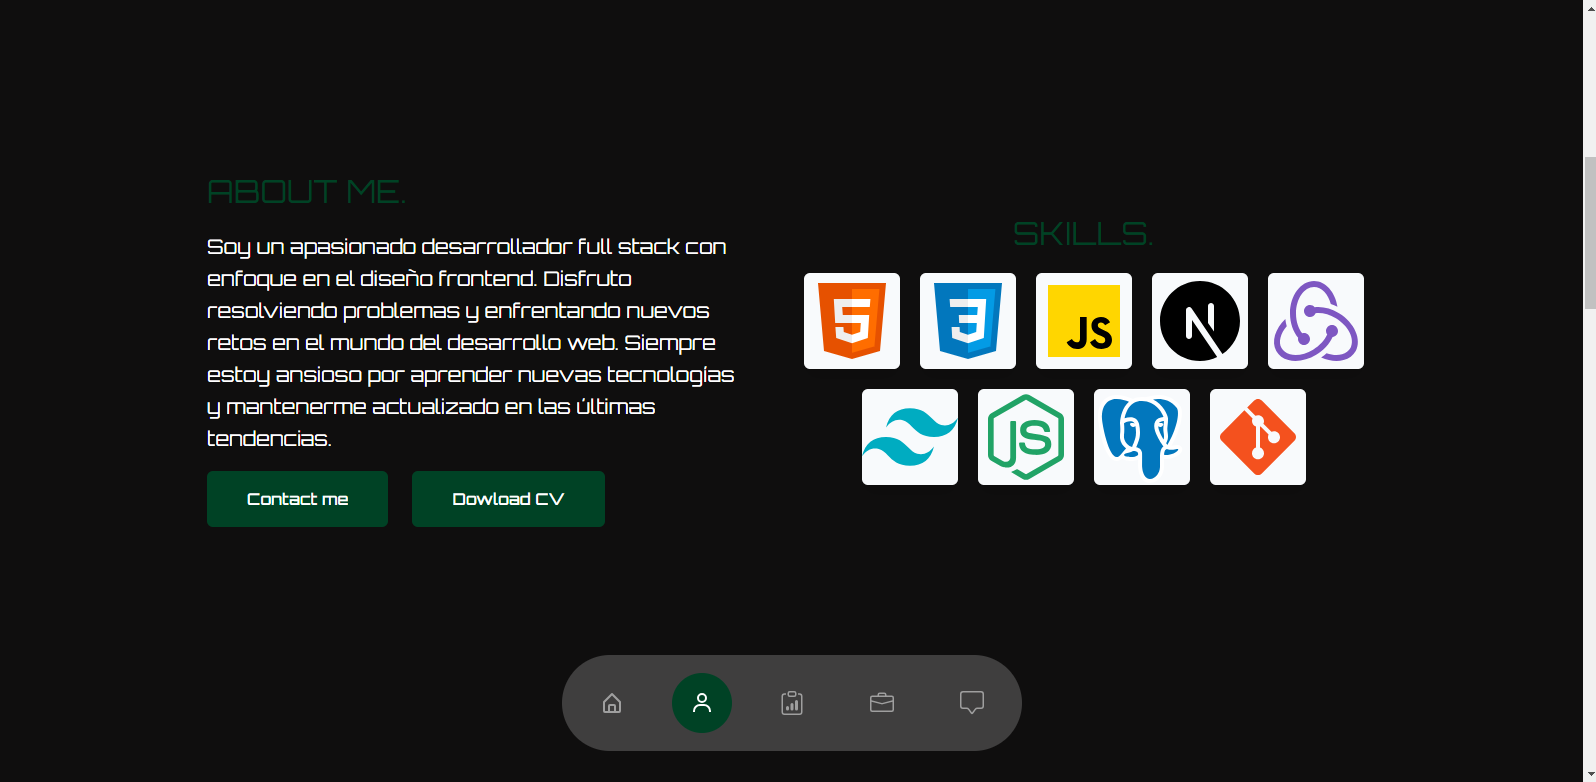 ABOUT ME.
Soy un apasionado desarrollador full stack con
enfoque en el diseño frontend. Disfruto
resolviendo problemas y enfrentando nuevos
retos en el mundo del desarrollo web. Siempre
estoy ansioso por aprender nuevas tecnologías
y mantenerme actualizado en las últimas
tendencias.
Contact me
Dowload CV
SKILLS.
5
3
JS
N
JS